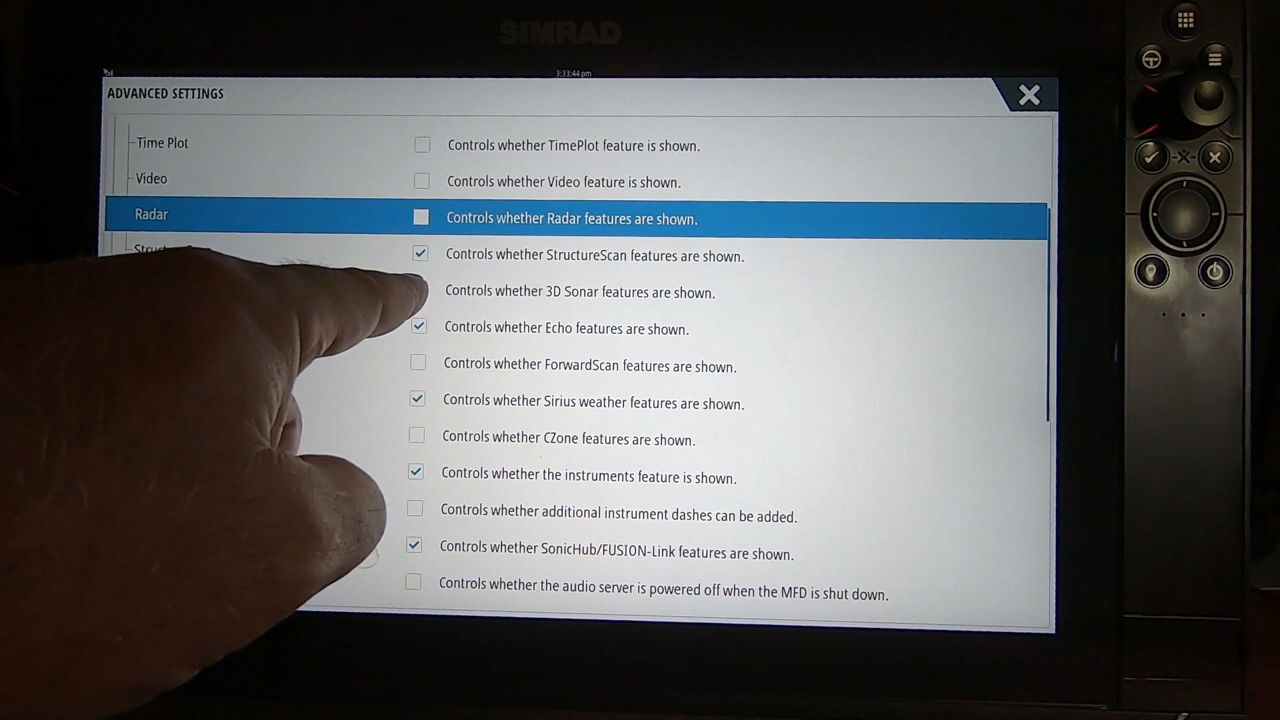 SIMRAD
3:33:44 pm
ADVANCED SETTINGS
Time Plot
Controls whether TimePlot feature is shown.
Video
Controls whether Video feature is shown.
Radar
Controls whether Radar features are shown.
Controls whether StructureScan features are shown.
Controls whether 3D Sonar features are shown.
Controls whether Echo features are shown.
Controls whether ForwardScan features are shown.
Controls whether Sirius weather features are shown.
Controls whether CZone features are shown.
Controls whether the instruments feature is shown.
Controls whether additional instrument dashes can be added.
Controls whether SonicHub/FUSION-Link features are shown.
Controls whether the audio server is powered off when the MFD is shut down.